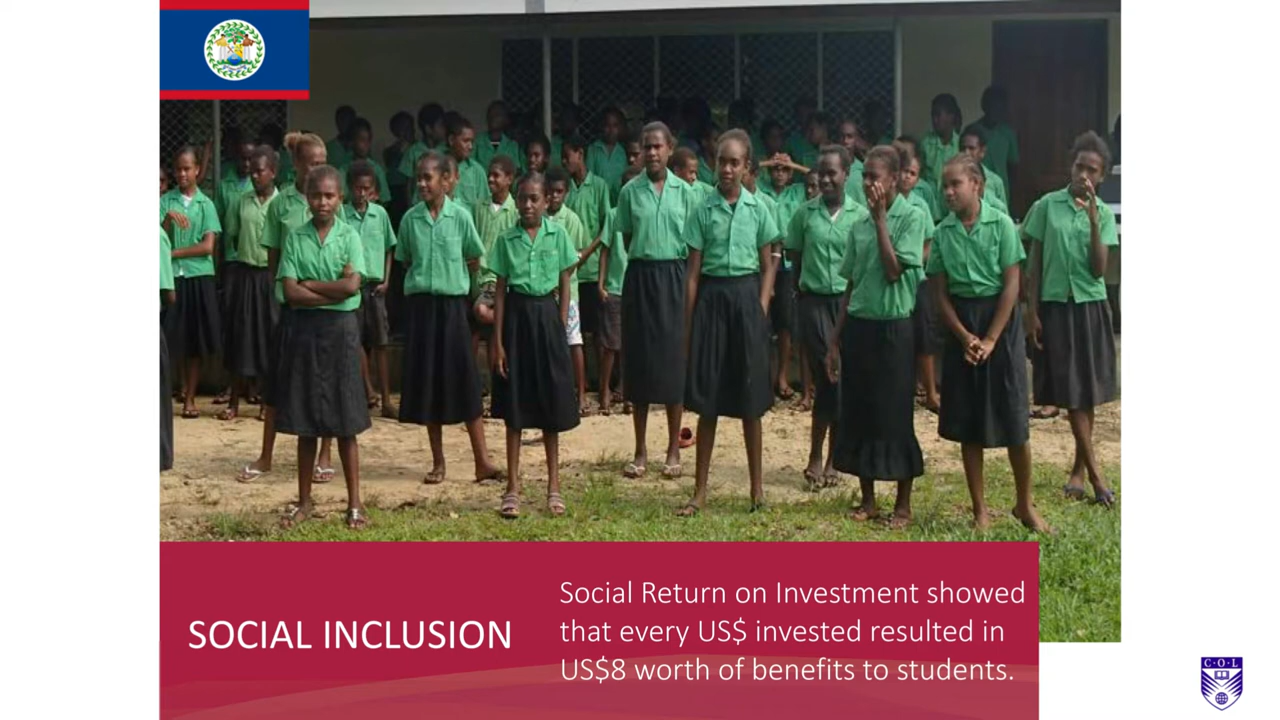 SOCIAL INCLUSION
Social Return on Investment showed
that every US$ invested resulted in
US$8 worth of benefits to students.
C·O·L